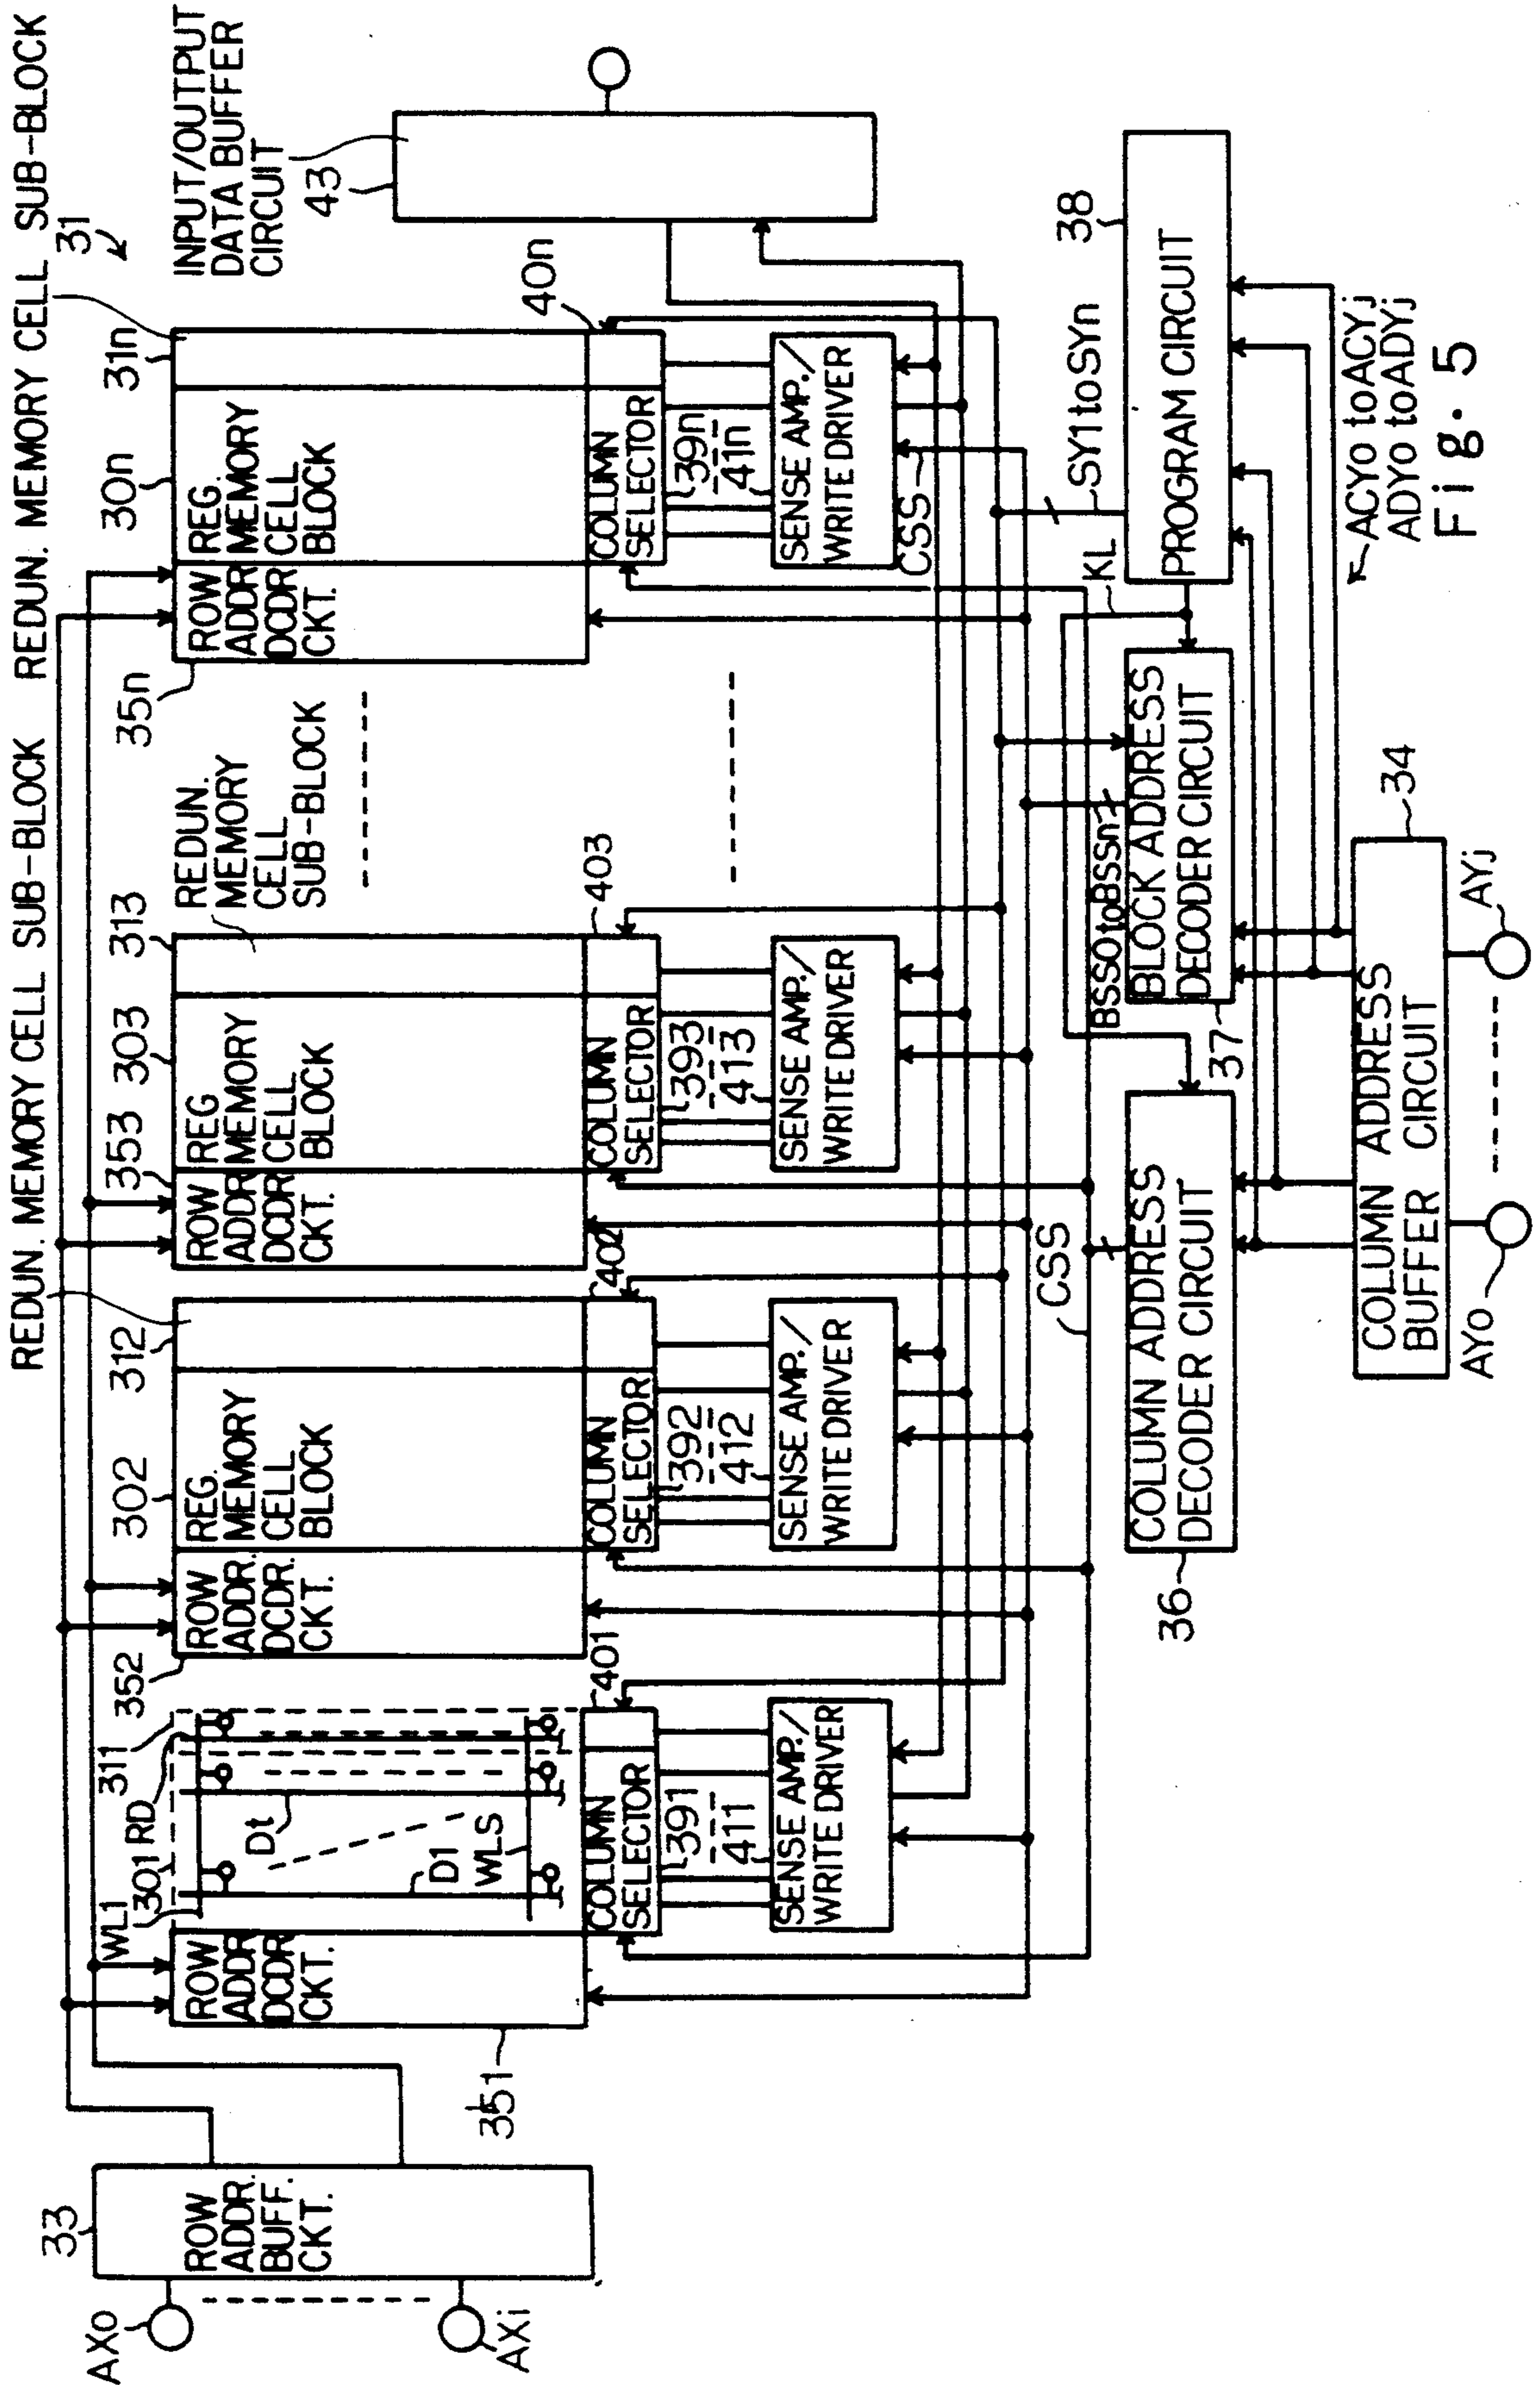 REDUN. MEMORY CELL SUB-BLOCK
REDUN. MEMORY CELL SUB-BLOCK
31
33
AXo
AXi
ROW
ADDR.
BUFF.
CKT.
351
ROW
ADDR
DCDR
CKT.
WL1
301
RD
311
Dt
D1
WLS
COLUMN
SELECTOR
401
391
411
SENSE AMP./
WRITE DRIVER
352
ROW
ADDR.
DCDR.
CKT.
302
REG.
MEMORY
CELL
BLOCK
312
COLUMN
SELECTOR
402
392
412
SENSE AMP./
WRITE DRIVER
353
ROW
ADDR
DCDR
CKT.
303
REG
MEMORY
CELL
BLOCK
313
COLUMN
SELECTOR
403
393
413
SENSE AMP./
WRITE DRIVER
REDUN.
MEMORY
CELL
SUB-BLOCK
35n
ROW
ADDR
DCDR
CKT.
30n
REG.
MEMORY
CELL
BLOCK
31n
COLUMN
SELECTOR
40n
39n
41n
SENSE AMP./
WRITE DRIVER
CSS
INPUT/OUTPUT
DATA BUFFER
CIRCUIT
43
36
COLUMN ADDRESS
DECODER CIRCUIT
CSS
37
BLOCK ADDRESS
DECODER CIRCUIT
BSS0 to BSSn
KL
SY1 to SYn
38
PROGRAM CIRCUIT
34
COLUMN ADDRESS
BUFFER CIRCUIT
AYo
AYj
ACYo to ACYj
ADYo to ADYj
Fig. 5